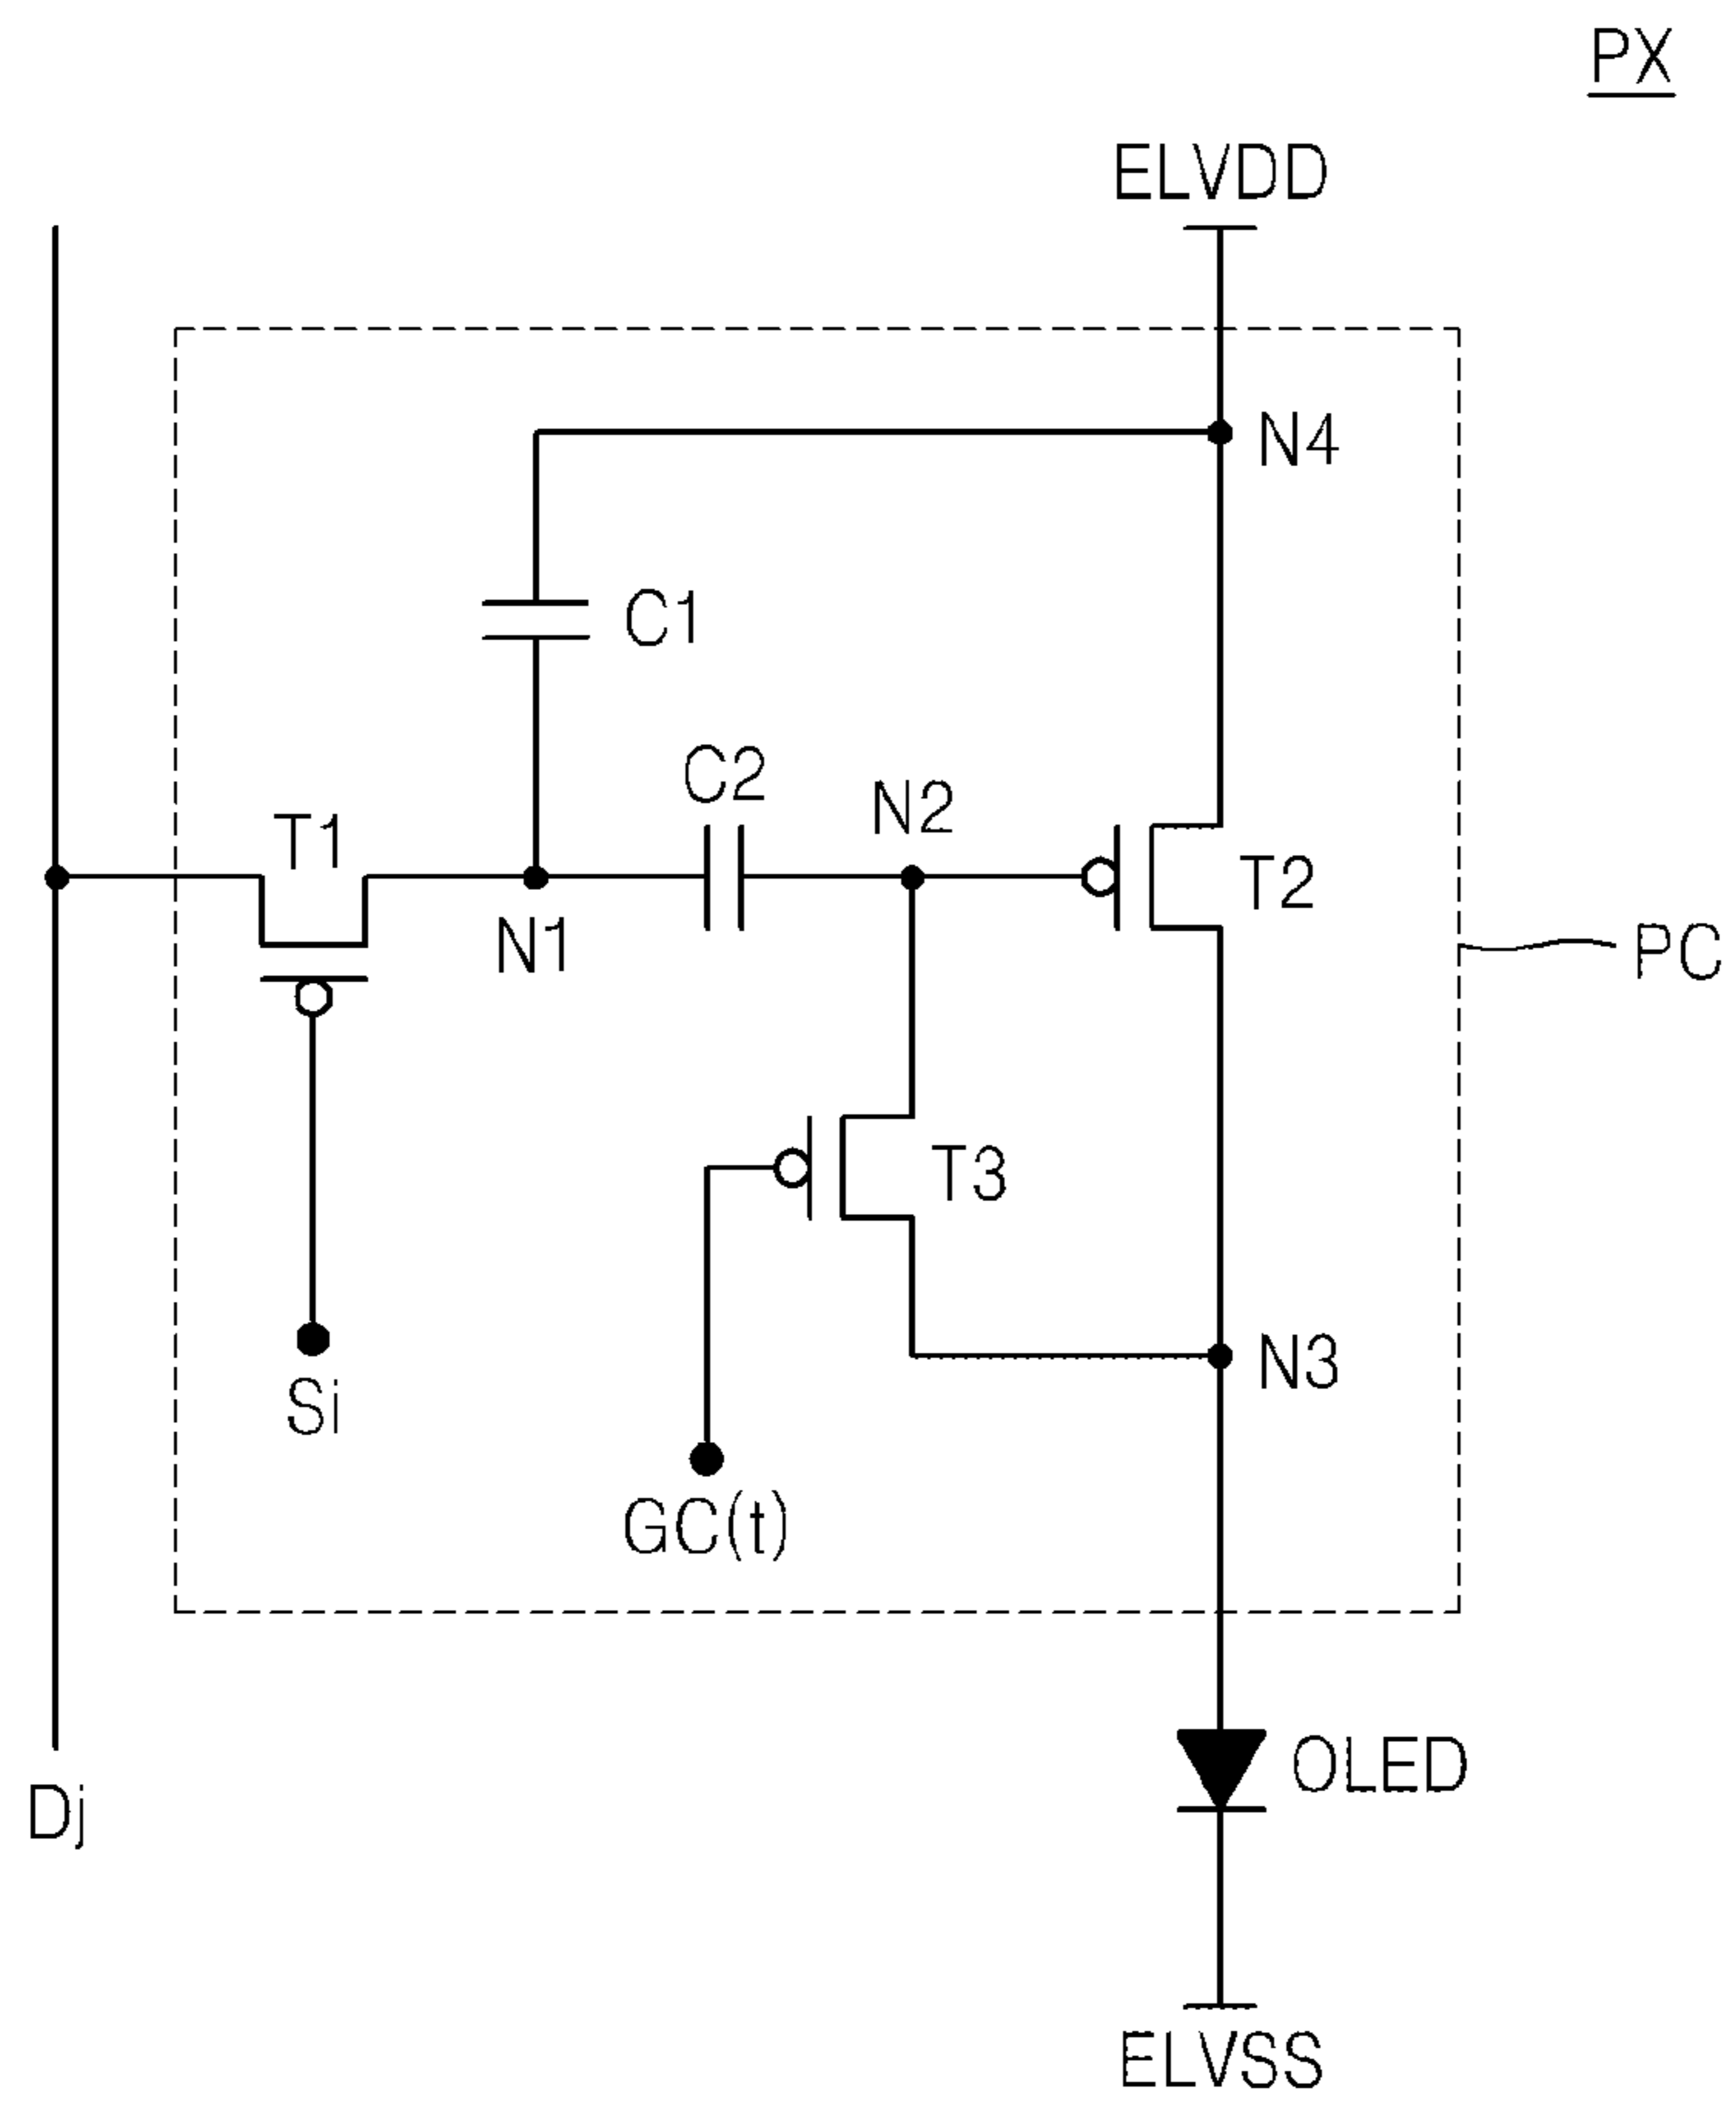 PX
ELVDD
N4
C1
C2
N2
T1
T2
N1
PC
T3
N3
Si
GC(t)
OLED
Dj
ELVSS